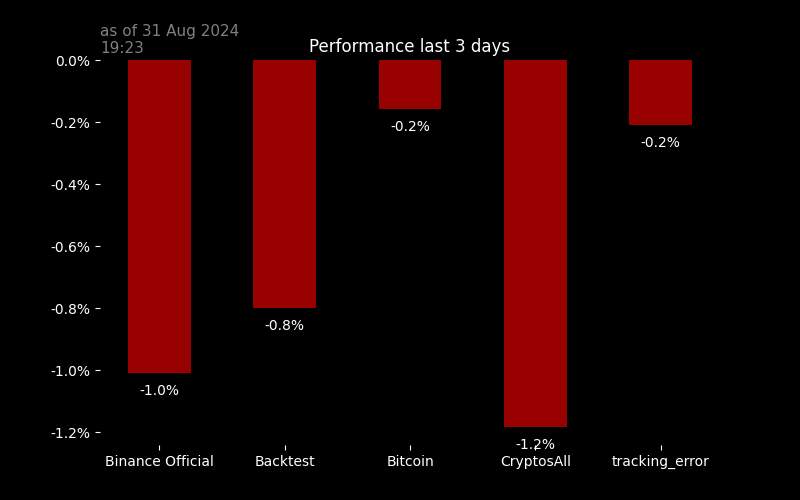 as of 31 Aug 2024
19:23
Performance last 3 days
0.0%
-0.2%
-0.4%
-0.6%
-0.8%
-1.0%
-1.2%
-1.0%
-0.8%
-0.2%
-1.2%
-0.2%
Binance Official
Backtest
Bitcoin
CryptosAll
tracking_error